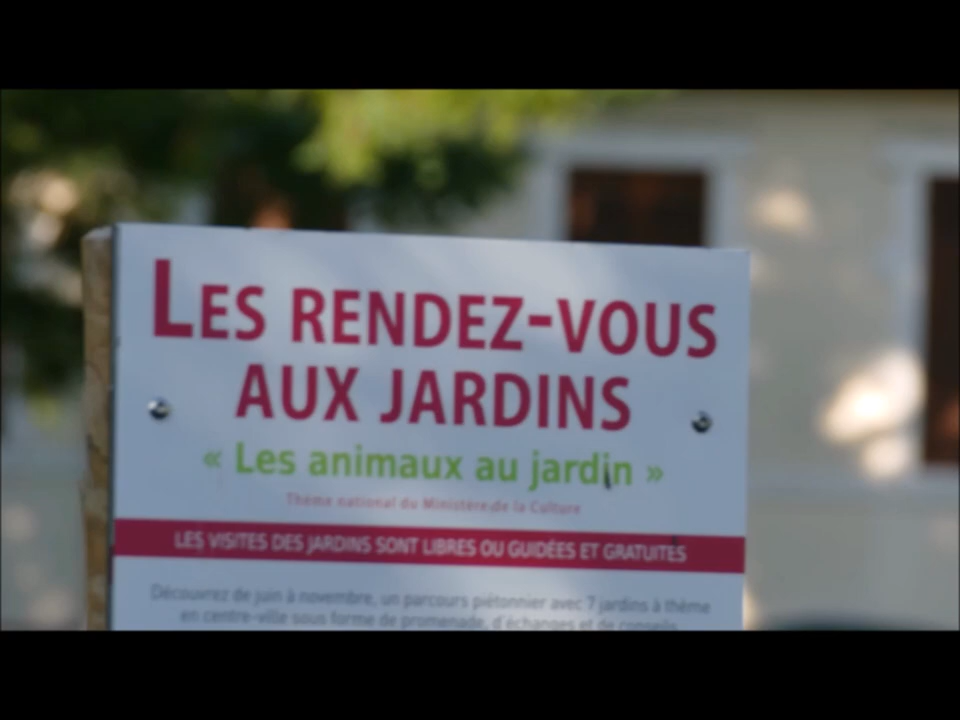 LES RENDEZ-VOUS
AUX JARDINS
« Les animaux au jardin »
Thème national du Ministère de la Culture
LES VISITES DES JARDINS SONT LIBRES OU GUIDÉES ET GRATUITES
Découvrez de juin à novembre, un parcours piétonnier avec 7 jardins à thème
en centre-ville sous forme de promenade, d'échanges et de conseils